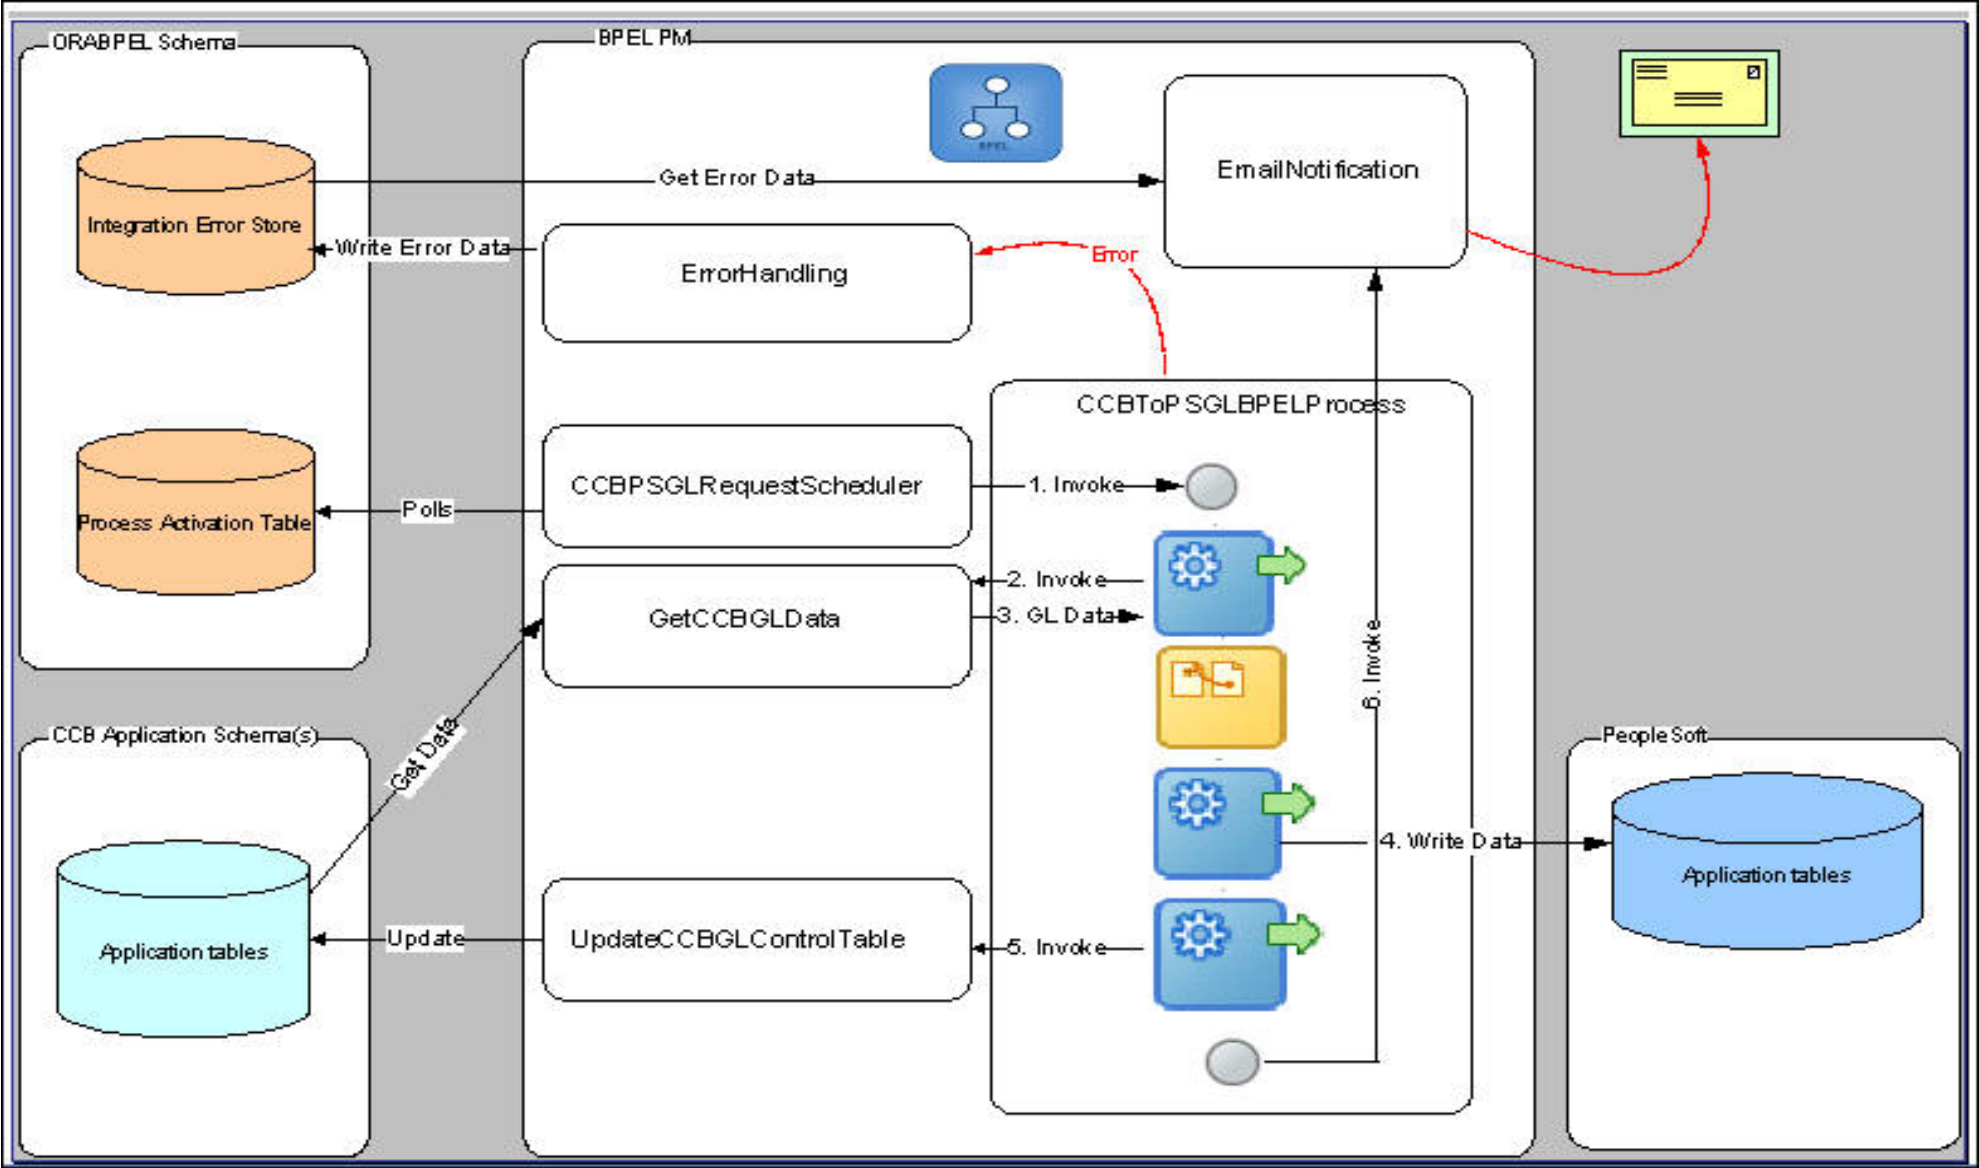 ORABPEL Schema
BPEL PM
BPEL
EmailNotification
Get Error Data
Integration Error Store
Write Error Data
ErrorHandling
Error
CCBToPSGLBPELProcess
CCBPSGLRequestScheduler
1. Invoke
Process Activation Table
Polls
2. Invoke
GetCCBGLData
3. GL Data
6. Invoke
Get Data
CCB Application Schema(s)
PeopleSoft
4. Write Data
Application tables
Application tables
Update
UpdateCCBGLControlTable
5. Invoke